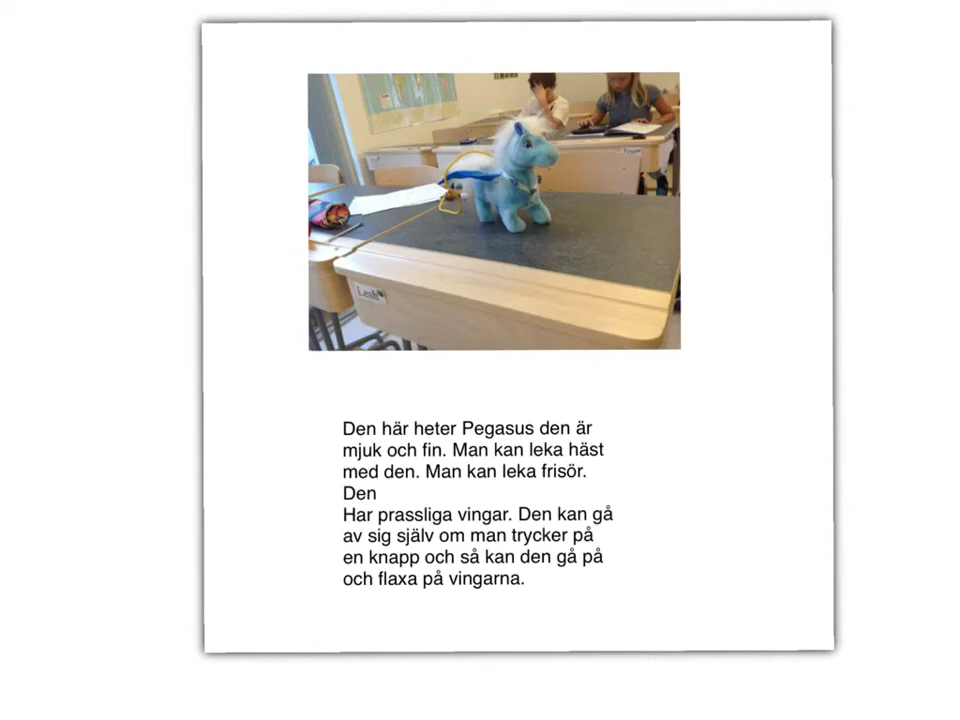 Leah
Den här heter Pegasus den är
mjuk och fin. Man kan leka häst
med den. Man kan leka frisör.
Den
Har prassliga vingar. Den kan gå
av sig själv om man trycker på
en knapp och så kan den gå på
och flaxa på vingarna.